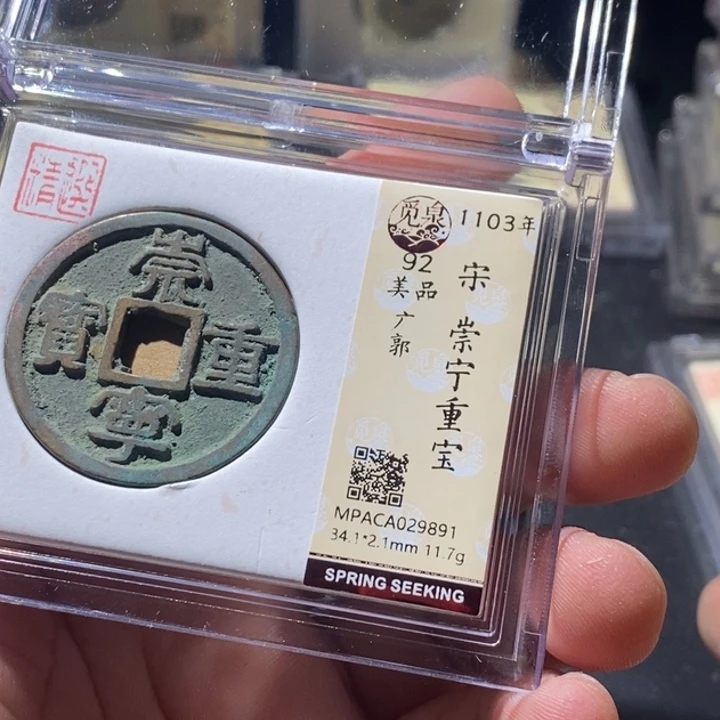 崇
重
寧
寶
觅泉
1103年
92
美品
广郭
宋 崇宁重宝
MPACA029891
34.1*2.1mm 11.7g
SPRING SEEKING